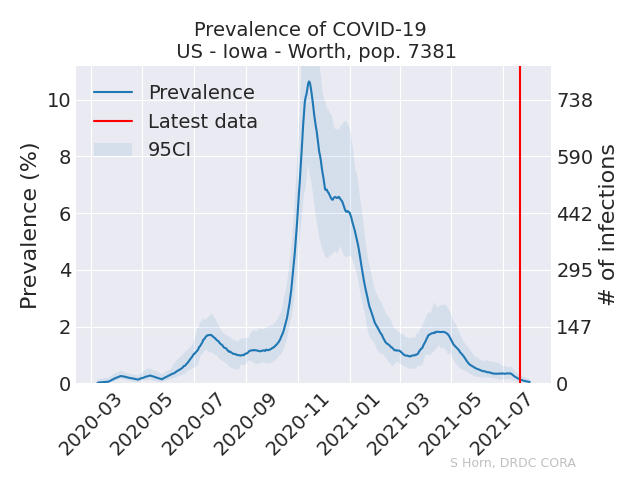 Prevalence of COVID-19
US - Iowa - Worth, pop. 7381
Prevalence
Latest data
95CI
Prevalence (%)
10
8
6
4
2
0
738
590
442
295
147
0
# of infections
2020-03
2020-05
2020-07
2020-09
2020-11
2021-01
2021-03
2021-05
2021-07
S Horn, DRDC CORA